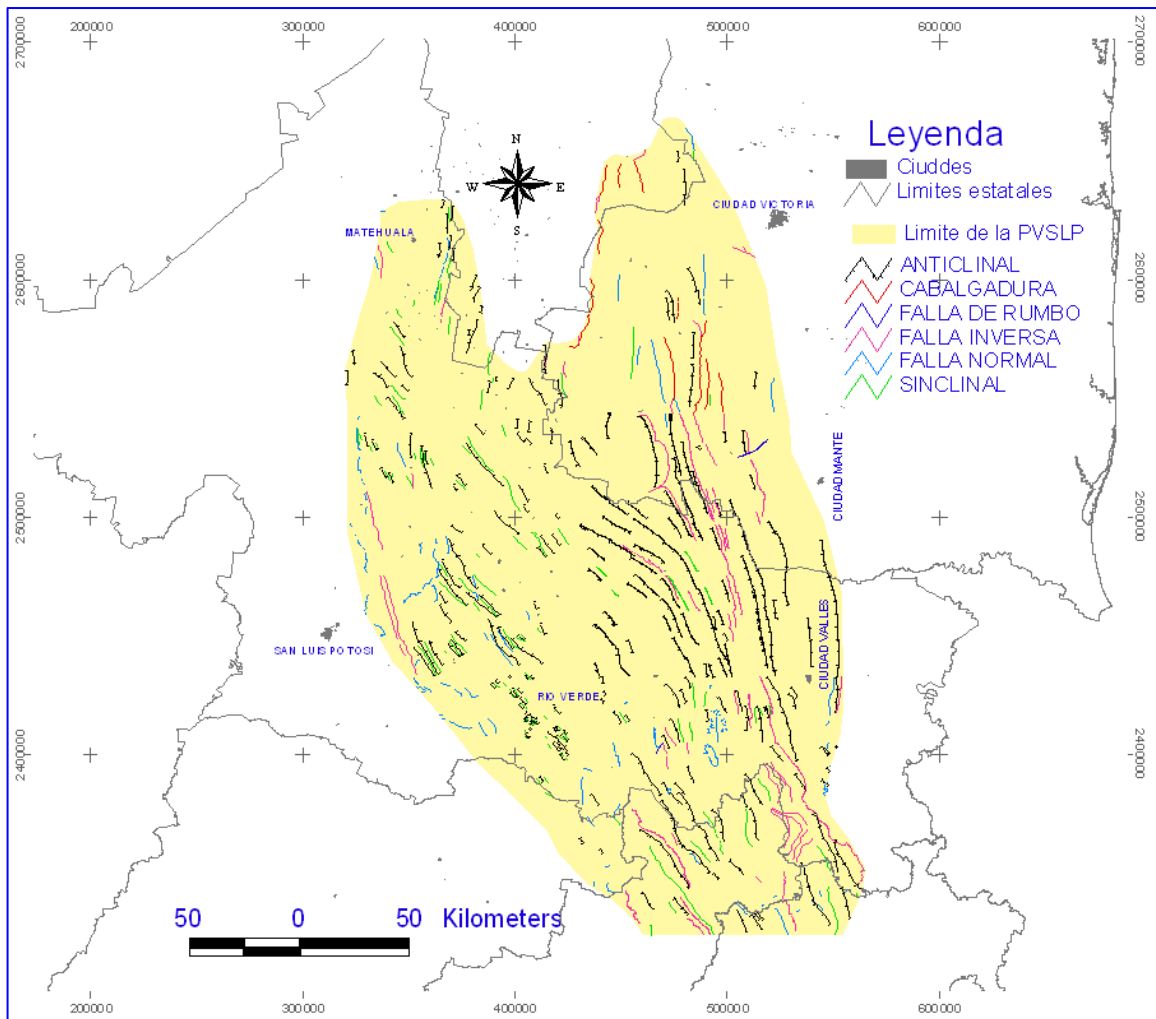 200000 300000 400000 500000 600000
2700000 2700000
N
W E
S
Leyenda
Ciuddes
Limites estatales
CIUDAD VICTORIA
MATEHUALA
Limite de la PVSLP
ANTICLINAL
2600000 2600000
CABALGADURA
FALLA DE RUMBO
FALLA INVERSA
FALLA NORMAL
SINCLINAL
CIUDAD MANTE
2500000 2500000
CIUDAD VALLES
SAN LUIS POTOSI
RIO VERDE
2400000 2400000
50 0 50 Kilometers
200000 300000 400000 500000 600000